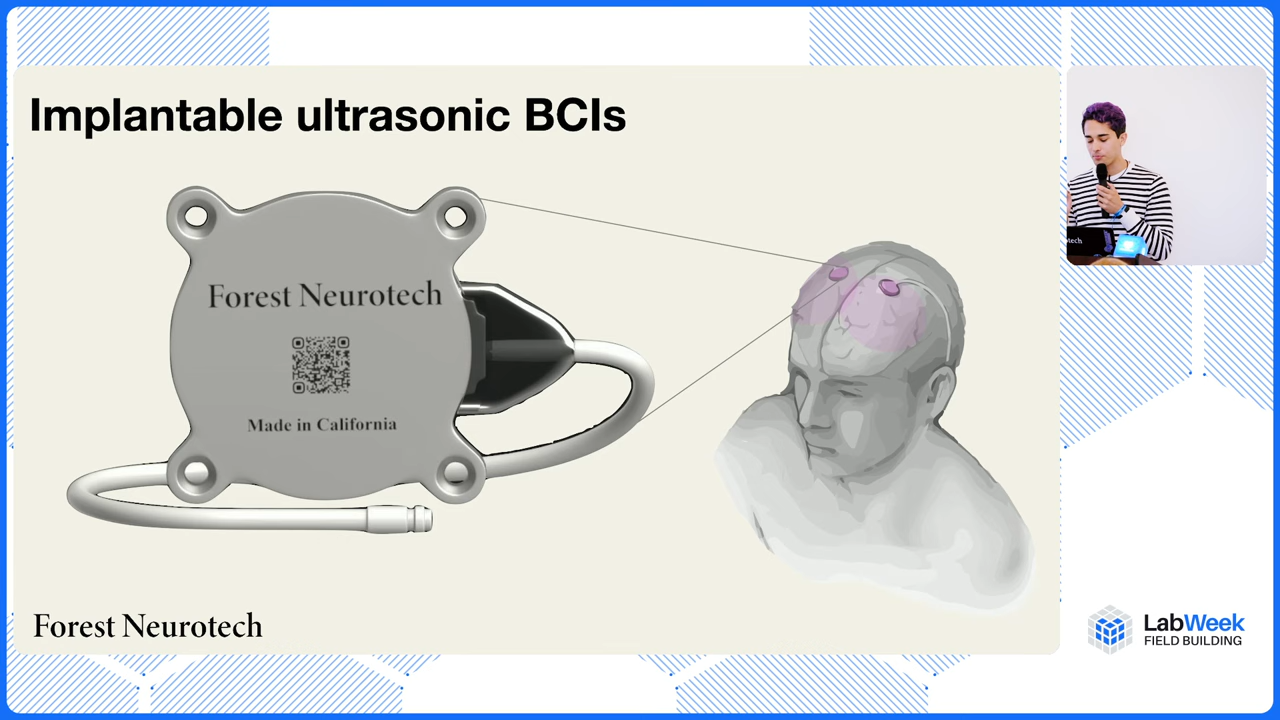 Implantable ultrasonic BCIs
Forest Neurotech
Made in California
Forest Neurotech
LabWeek
FIELD BUILDING